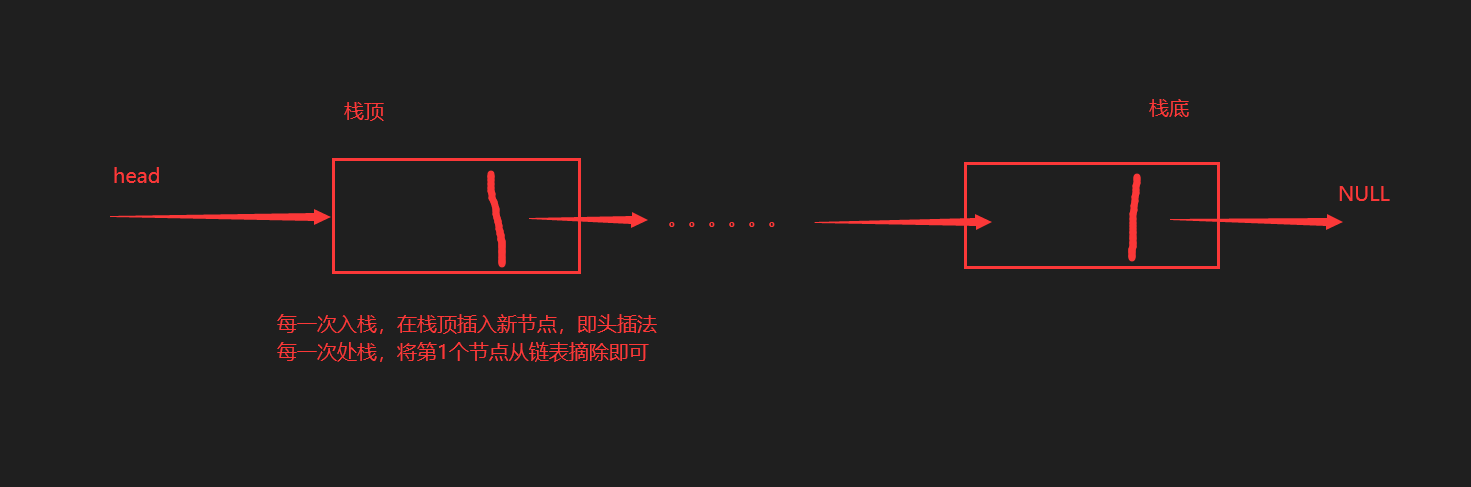 栈顶
栈底
head
NULL
。。。。。。
每一次入栈，在栈顶插入新节点，即头插法
每一次处栈，将第1个节点从链表摘除即可